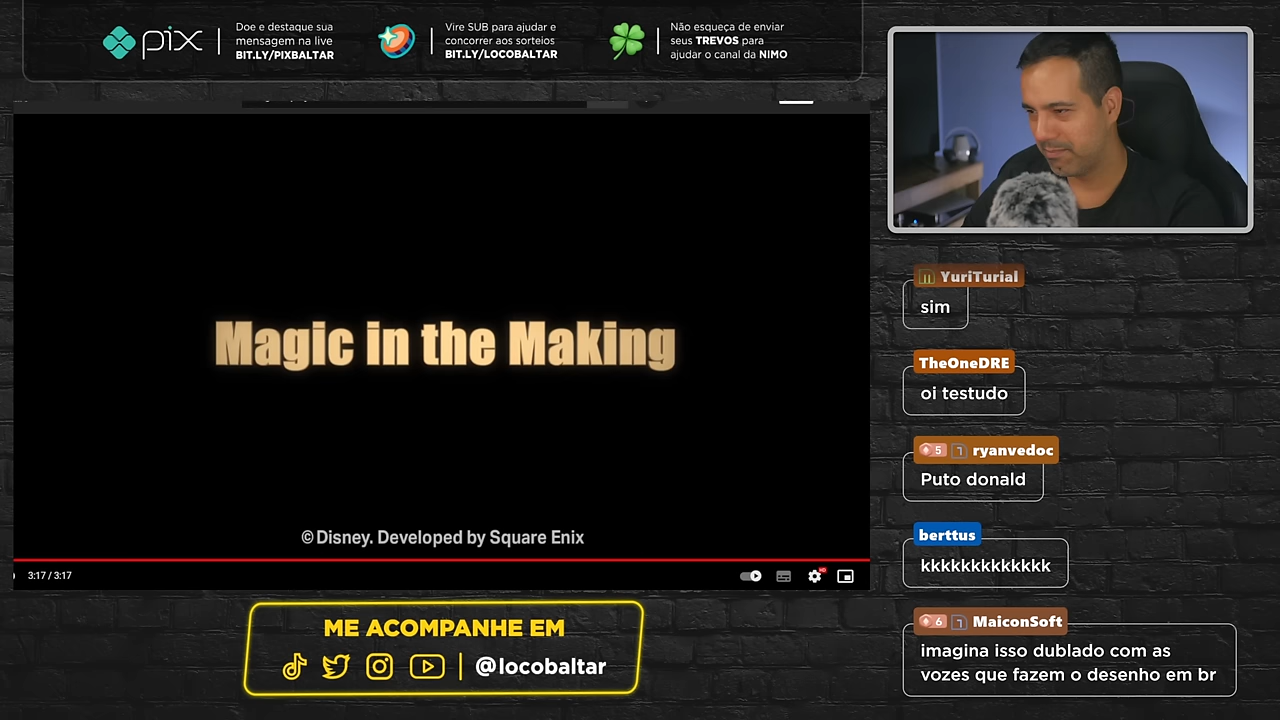 pix
Doe e destaque sua
mensagem na live
BIT.LY/PIXBALTAR
Vire SUB para ajudar e
concorrer aos sorteios
BIT.LY/LOCOBALTAR
Não esqueça de enviar
seus TREVOS para
ajudar o canal da NIMO
Magic in the Making
© Disney. Developed by Square Enix
3:17 / 3:17
HD
ME ACOMPANHE EM
@locobaltar
YuriTurial
sim
TheOneDRE
oi testudo
5 ryanvedoc
Puto donald
berttus
kkkkkkkkkkkkk
6 MaiconSoft
imagina isso dublado com as
vozes que fazem o desenho em br